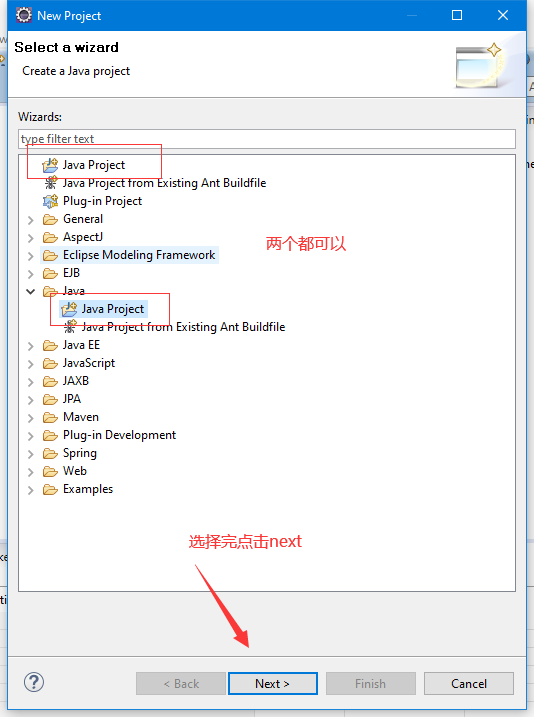 New Project
Select a wizard
Create a Java project
Wizards:
type filter text
Java Project
Java Project from Existing Ant Buildfile
Plug-in Project
General
AspectJ
两个都可以
Eclipse Modeling Framework
EJB
Java
Java Project
Java Project from Existing Ant Buildfile
Java EE
JavaScript
JAXB
JPA
Maven
Plug-in Development
Spring
Web
Examples
选择完点击next
?
< Back
Next >
Finish
Cancel